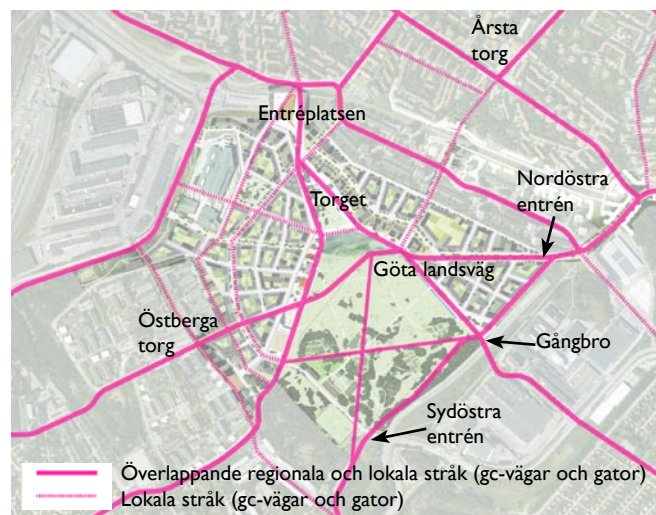 Årsta
torg
Entréplatsen
Nordöstra
entrén
Torget
Göta landsväg
Östberga
torg
Gångbro
Sydöstra
entrén
Överlappande regionala och lokala stråk (gc-vägar och gator)
Lokala stråk (gc-vägar och gator)